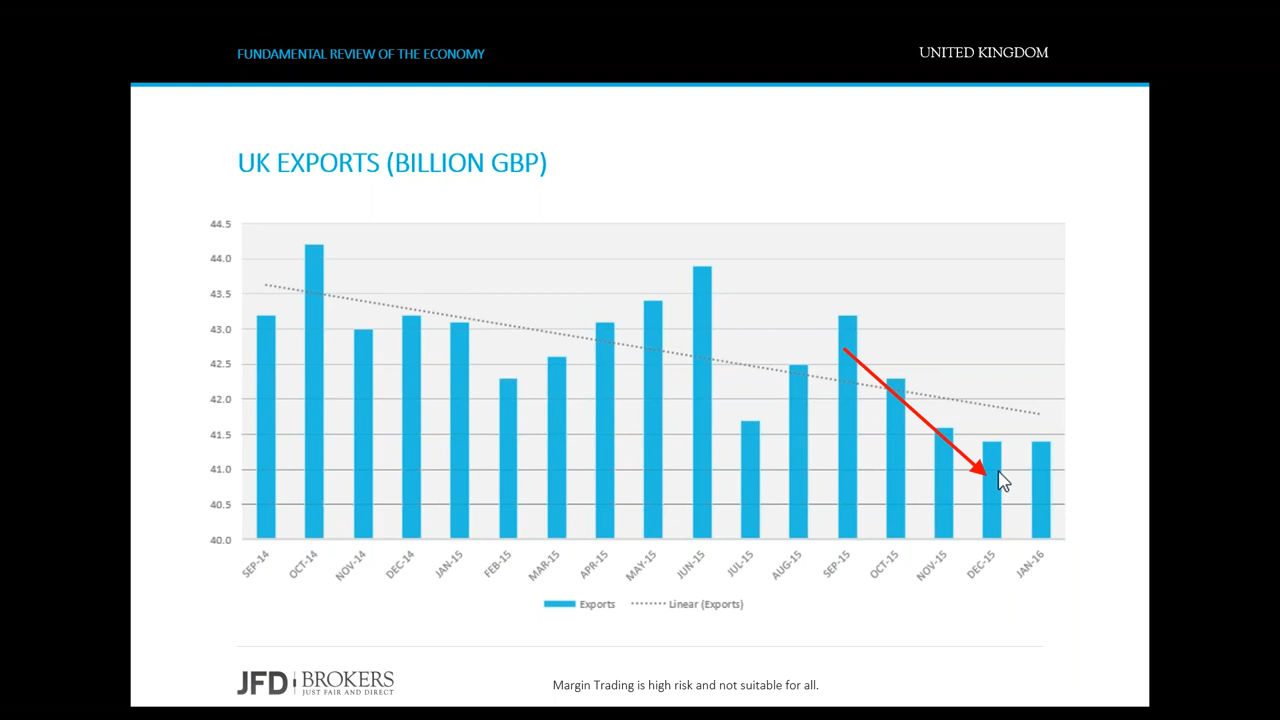 FUNDAMENTAL REVIEW OF THE ECONOMY
UNITED KINGDOM
UK EXPORTS (BILLION GBP)
44.5
44.0
43.5
43.0
42.5
42.0
41.5
41.0
40.5
40.0
SEP-14 OCT-14 NOV-14 DEC-14 JAN-15 FEB-15 MAR-15 APR-15 MAY-15 JUN-15 JUL-15 AUG-15 SEP-15 OCT-15 NOV-15 DEC-15 JAN-16
Exports Linear (Exports)
JFD BROKERS
JUST FAIR AND DIRECT
Margin Trading is high risk and not suitable for all.